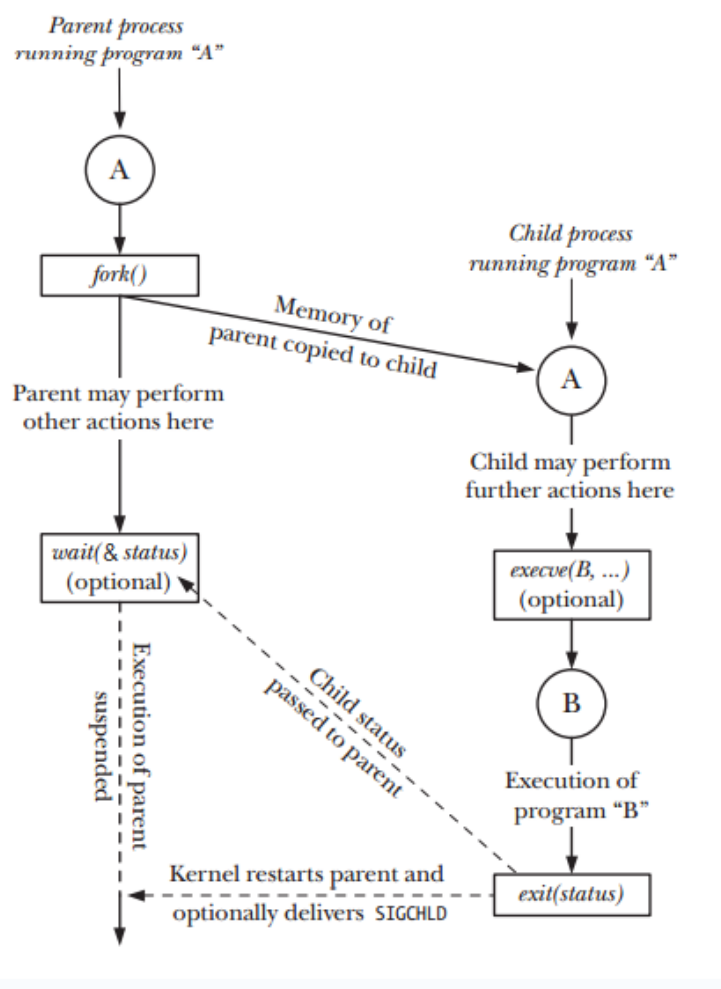 Parent process
running program “A”
A
fork()
Child process
running program “A”
Memory of
parent copied to child
A
Parent may perform
other actions here
Child may perform
further actions here
wait(& status)
(optional)
execve(B, ...)
(optional)
B
Execution of parent
suspended
Child status
passed to parent
Execution of
program “B”
Kernel restarts parent and
optionally delivers SIGCHLD
exit(status)